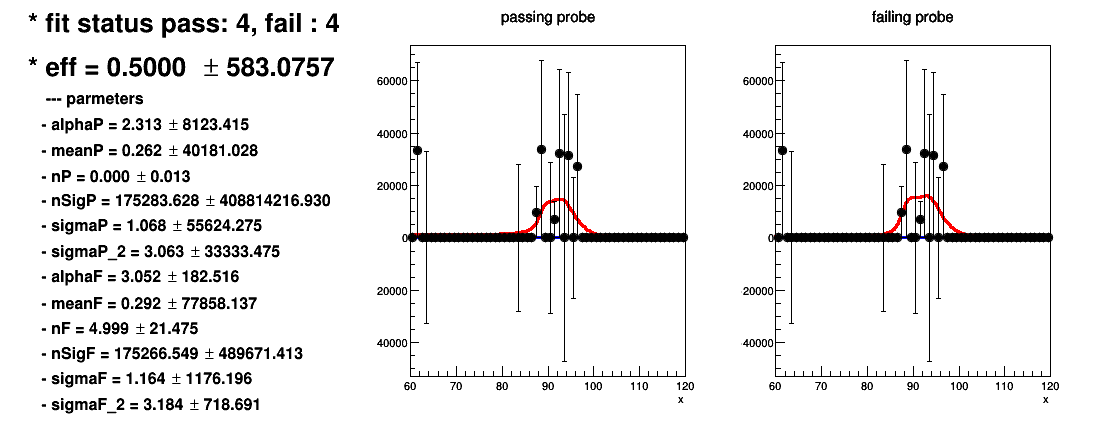 * fit status pass: 4, fail : 4
* eff = 0.5000 ± 583.0757
--- parmeters
- alphaP = 2.313 ± 8123.415
- meanP = 0.262 ± 40181.028
- nP = 0.000 ± 0.013
- nSigP = 175283.628 ± 408814216.930
- sigmaP = 1.068 ± 55624.275
- sigmaP_2 = 3.063 ± 33333.475
- alphaF = 3.052 ± 182.516
- meanF = 0.292 ± 77858.137
- nF = 4.999 ± 21.475
- nSigF = 175266.549 ± 489671.413
- sigmaF = 1.164 ± 1176.196
- sigmaF_2 = 3.184 ± 718.691
passing probe
60000
40000
20000
0
20000
40000
60 70 80 90 100 110 120
x
failing probe
60000
40000
20000
0
20000
40000
60 70 80 90 100 110 120
x